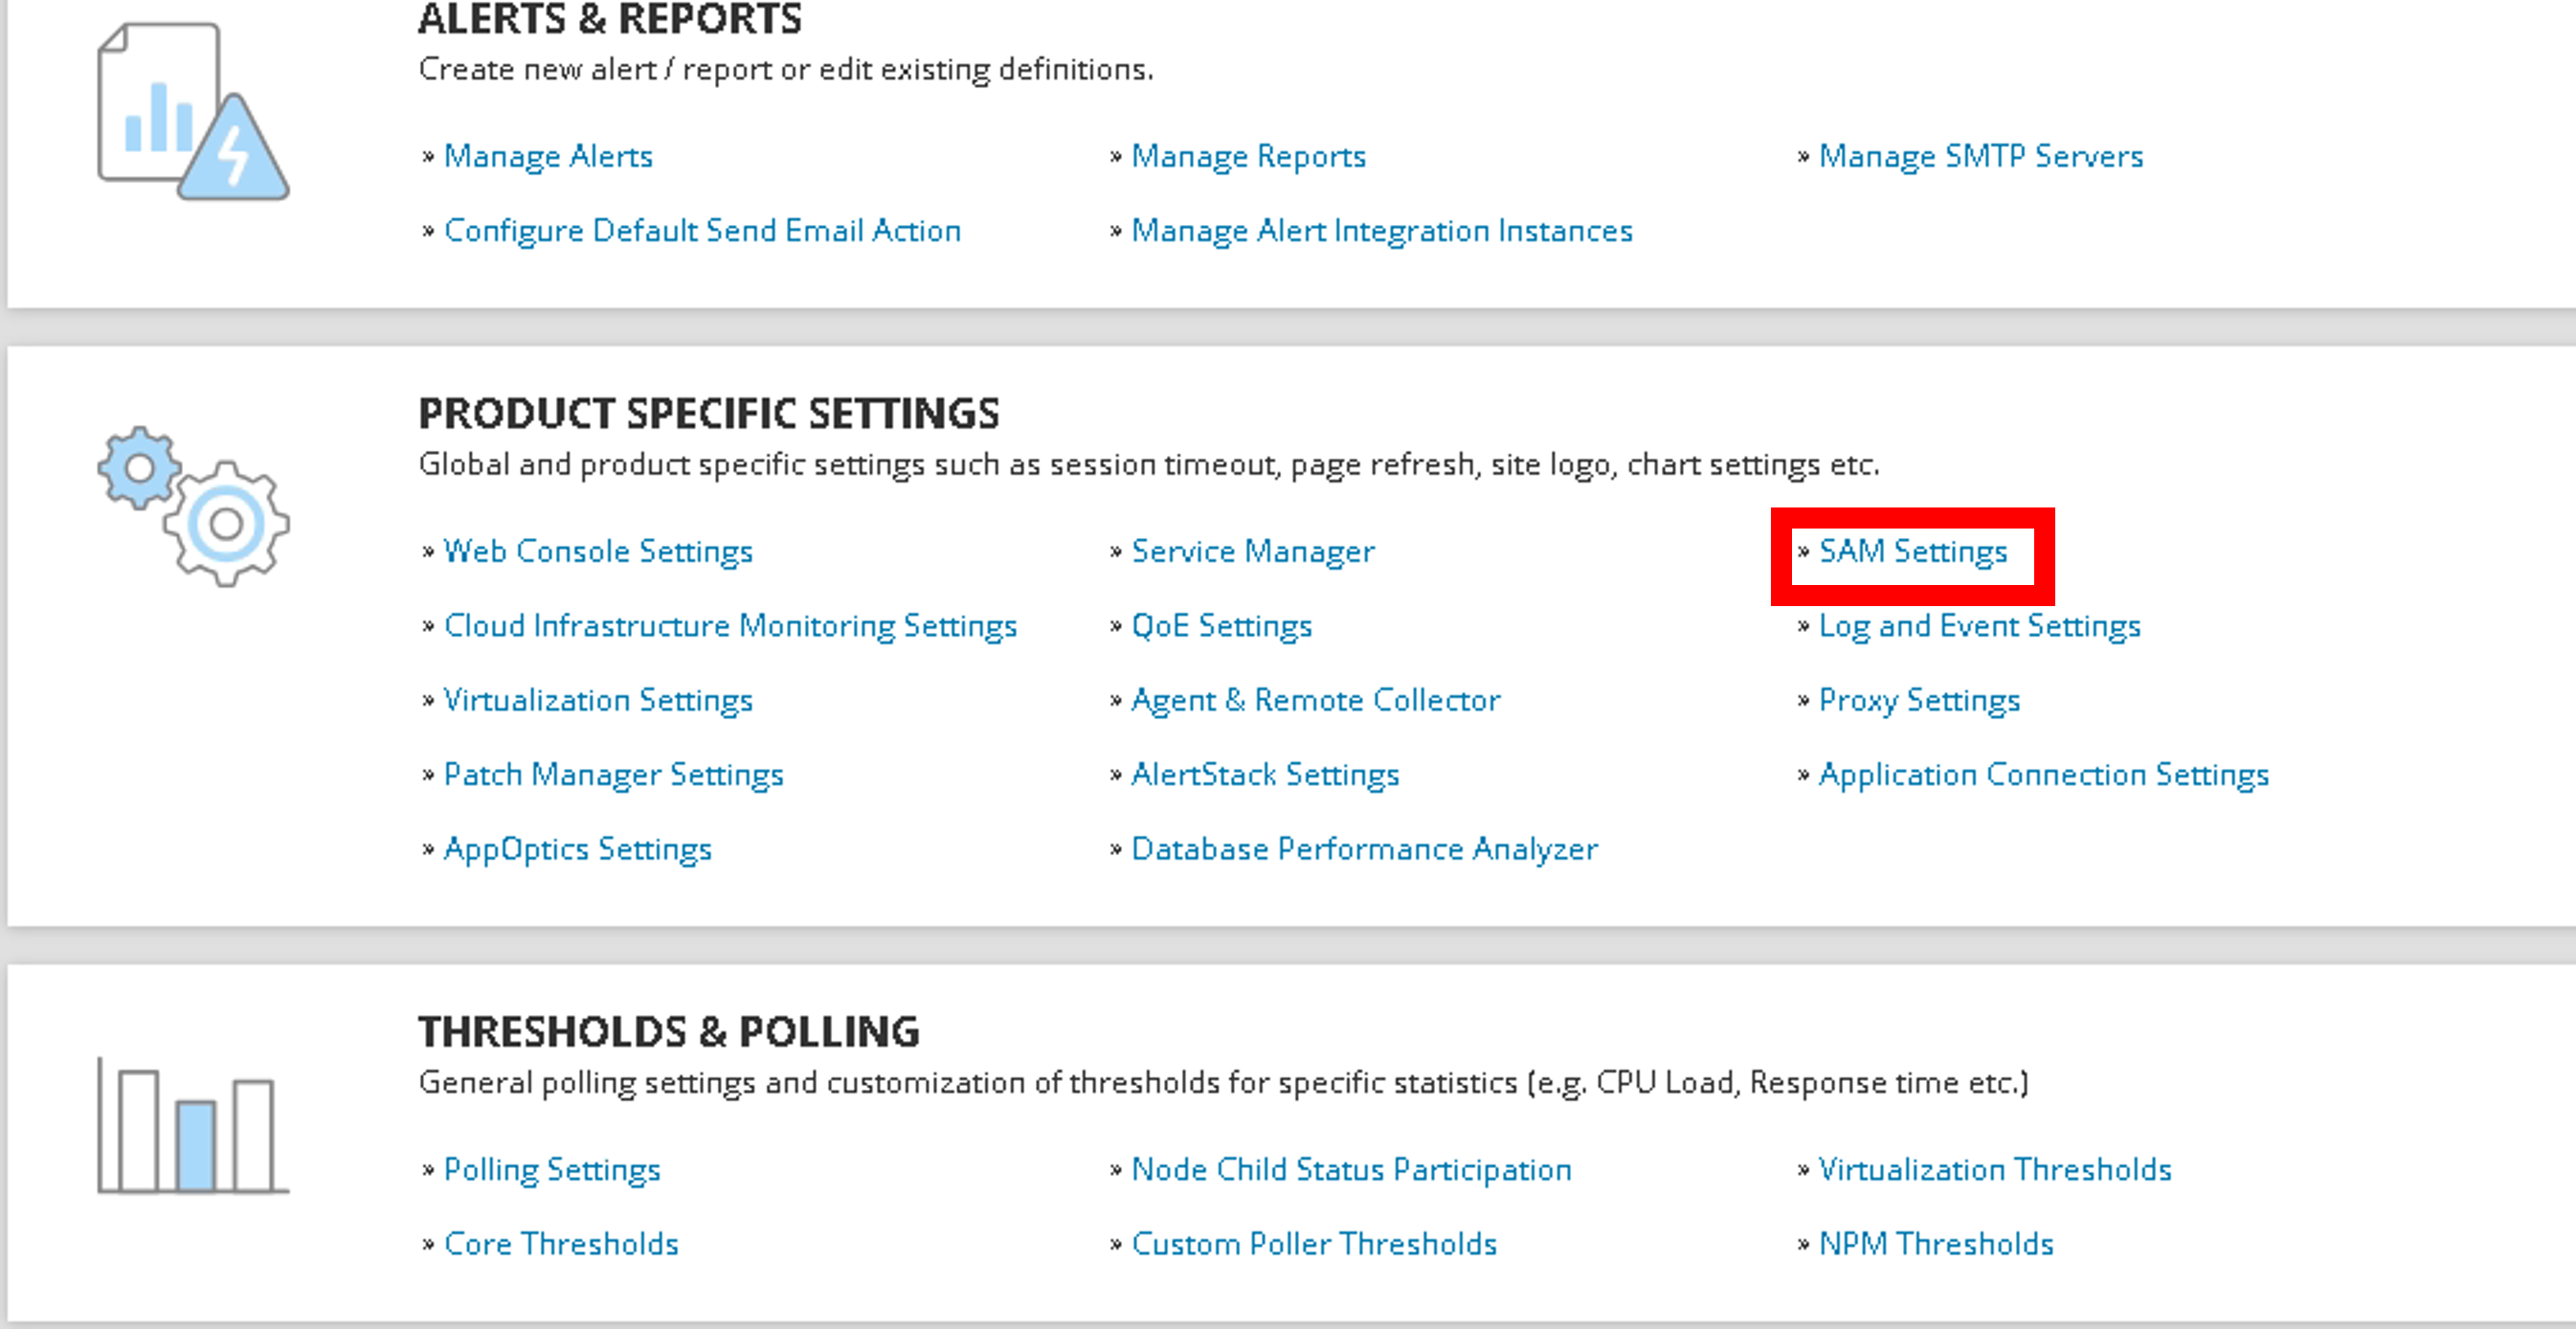 ALERTS & REPORTS
Create new alert / report or edit existing definitions.
» Manage Alerts » Manage Reports » Manage SMTP Servers
» Configure Default Send Email Action » Manage Alert Integration Instances
PRODUCT SPECIFIC SETTINGS
Global and product specific settings such as session timeout, page refresh, site logo, chart settings etc.
» Web Console Settings » Service Manager » SAM Settings
» Cloud Infrastructure Monitoring Settings » QoE Settings » Log and Event Settings
» Virtualization Settings » Agent & Remote Collector » Proxy Settings
» Patch Manager Settings » AlertStack Settings » Application Connection Settings
» AppOptics Settings » Database Performance Analyzer
THRESHOLDS & POLLING
General polling settings and customization of thresholds for specific statistics (e.g. CPU Load, Response time etc.)
» Polling Settings » Node Child Status Participation » Virtualization Thresholds
» Core Thresholds » Custom Poller Thresholds » NPM Thresholds